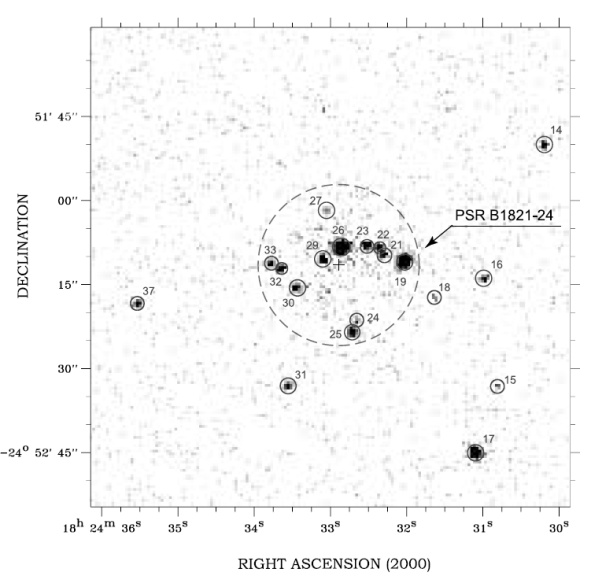 51' 45"
14
00"
27
PSR B1821-24
26
23
22
29
21
33
19
16
32
15"
18
30
37
24
25
30"
31
15
17
-24° 52' 45"
18h 24m 36s
35s
34s
33s
32s
31s
30s
RIGHT ASCENSION (2000)
DECLINATION